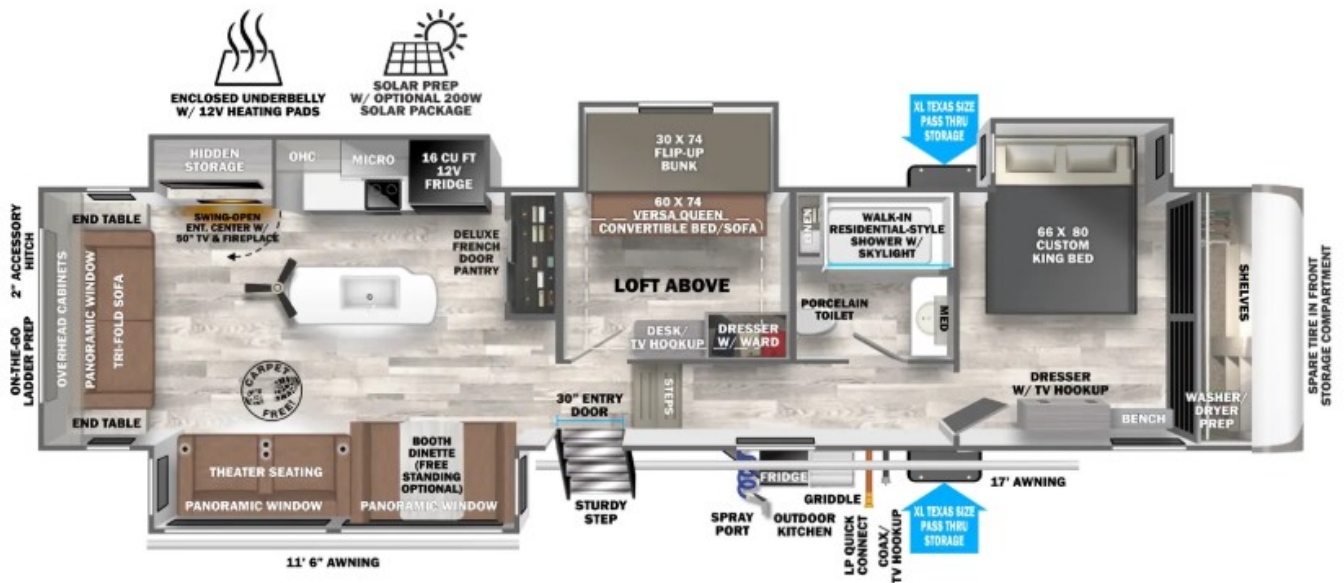 ENCLOSED UNDERBELLY
W/ 12V HEATING PADS
SOLAR PREP
W/ OPTIONAL 200W
SOLAR PACKAGE
XL TEXAS SIZE
PASS THRU
STORAGE
HIDDEN
STORAGE
OHC
MICRO
16 CU FT
12V
FRIDGE
30 X 74
FLIP-UP
BUNK
60 X 74
VERSA QUEEN
CONVERTIBLE BED/SOFA
LOFT ABOVE
DESK/
TV HOOKUP
DRESSER
W/ WARD
LINEN
WALK-IN
RESIDENTIAL-STYLE
SHOWER W/
SKYLIGHT
PORCELAIN
TOILET
MED
66 X 80
CUSTOM
KING BED
SHELVES
SPARE TIRE IN FRONT
STORAGE COMPARTMENT
2" ACCESSORY
HITCH
ON-THE-GO
LADDER PREP
OVERHEAD CABINETS
PANORAMIC WINDOW
TRI-FOLD SOFA
END TABLE
END TABLE
SWING-OPEN
ENT. CENTER W/
50" TV & FIREPLACE
DELUXE
FRENCH
DOOR
PANTRY
CARPET
FREE!
STEPS
30" ENTRY
DOOR
DRESSER
W/ TV HOOKUP
BENCH
WASHER/
DRYER
PREP
THEATER SEATING
PANORAMIC WINDOW
BOOTH
DINETTE
(FREE
STANDING
OPTIONAL)
PANORAMIC WINDOW
STURDY
STEP
FRIDGE
GRIDDLE
SPRAY
PORT
OUTDOOR
KITCHEN
LP QUICK
CONNECT
COAX/
TV HOOKUP
XL TEXAS SIZE
PASS THRU
STORAGE
17' AWNING
11' 6" AWNING